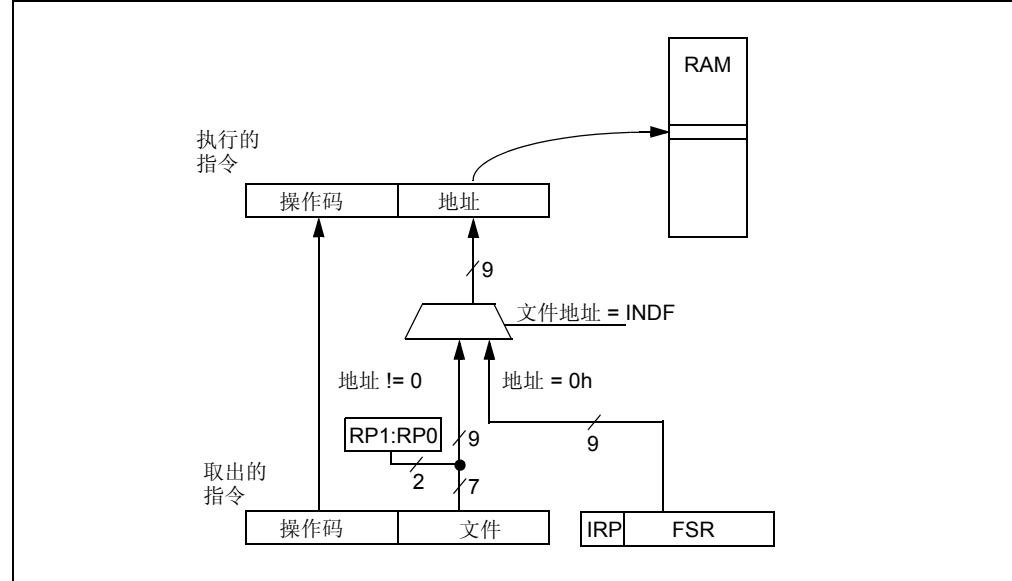 RAM
执行的
指令
操作码
地址
9
文件地址 = INDF
地址 != 0
地址 = 0h
RP1:RP0
9
9
2
7
取出的
指令
操作码
文件
IRP
FSR